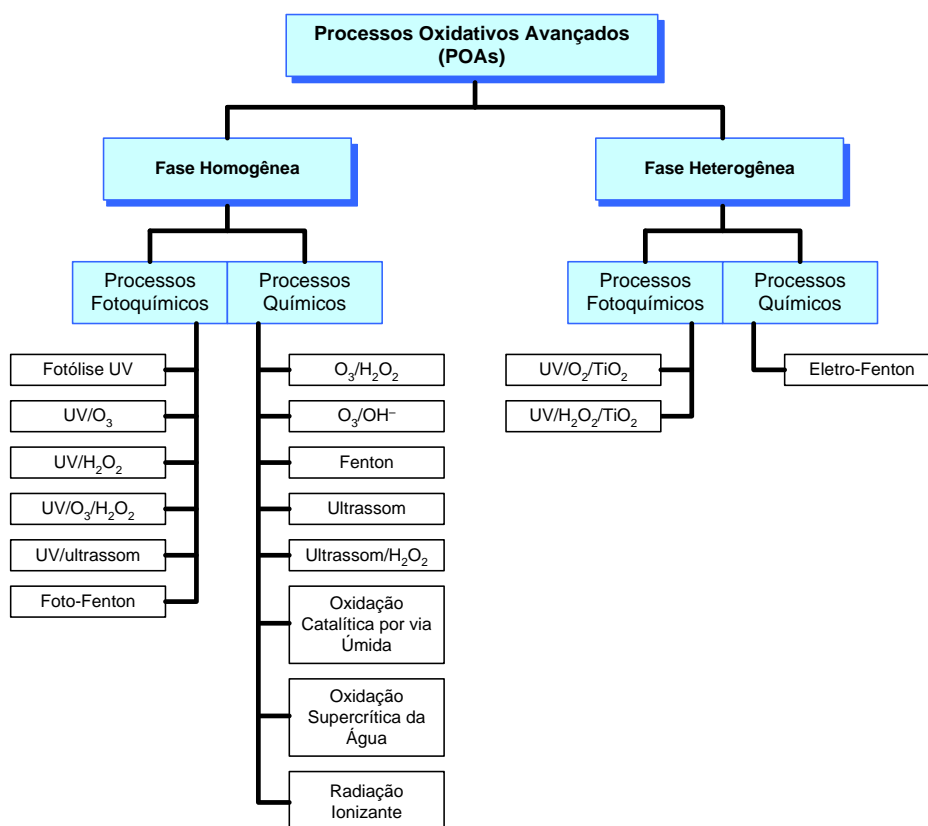 Processos Oxidativos Avançados
(POAs)
Fase Homogênea
Fase Heterogênea
Processos
Fotoquímicos
Processos
Químicos
Processos
Fotoquímicos
Processos
Químicos
Fotólise UV
UV/O₃
UV/H₂O₂
UV/O₃/H₂O₂
UV/ultrassom
Foto-Fenton
O₃/H₂O₂
O₃/OH⁻
Fenton
Ultrassom
Ultrassom/H₂O₂
Oxidação
Catalítica por via
Úmida
Oxidação
Supercrítica da
Água
Radiação
Ionizante
UV/O₂/TiO₂
UV/H₂O₂/TiO₂
Eletro-Fenton